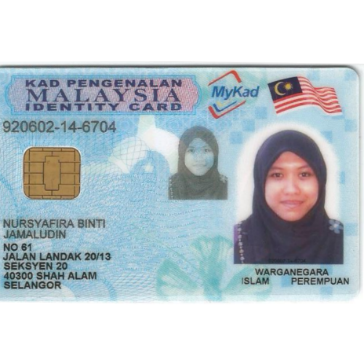 KAD PENGENALAN
MALAYSIA
IDENTITY CARD
MyKad
920602-14-6704
NURSYAFIRA BINTI
JAMALUDIN
NO 61
JALAN LANDAK 20/13
SEKSYEN 20
40300 SHAH ALAM
SELANGOR
WARGANEGARA
ISLAM PEREMPUAN